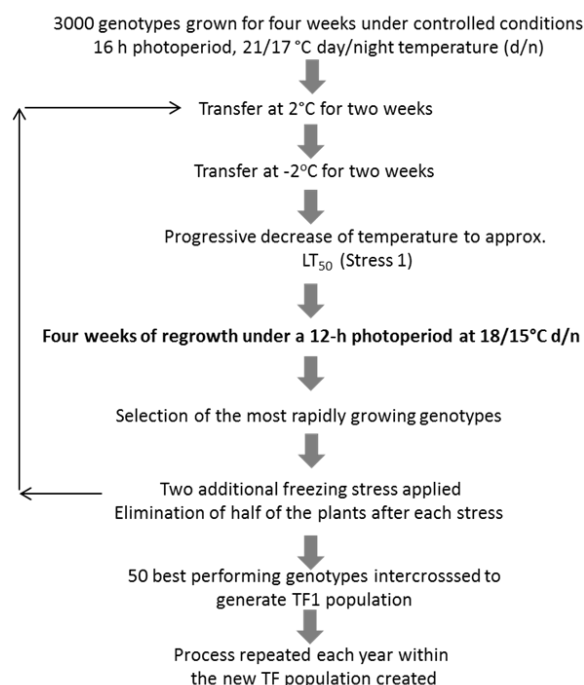 3000 genotypes grown for four weeks under controlled conditions
16 h photoperiod, 21/17 °C day/night temperature (d/n)
Transfer at 2°C for two weeks
Transfer at -2°C for two weeks
Progressive decrease of temperature to approx.
LT50 (Stress 1)
Four weeks of regrowth under a 12-h photoperiod at 18/15°C d/n
Selection of the most rapidly growing genotypes
Two additional freezing stress applied
Elimination of half of the plants after each stress
50 best performing genotypes intercrosssed to
generate TF1 population
Process repeated each year within
the new TF population created